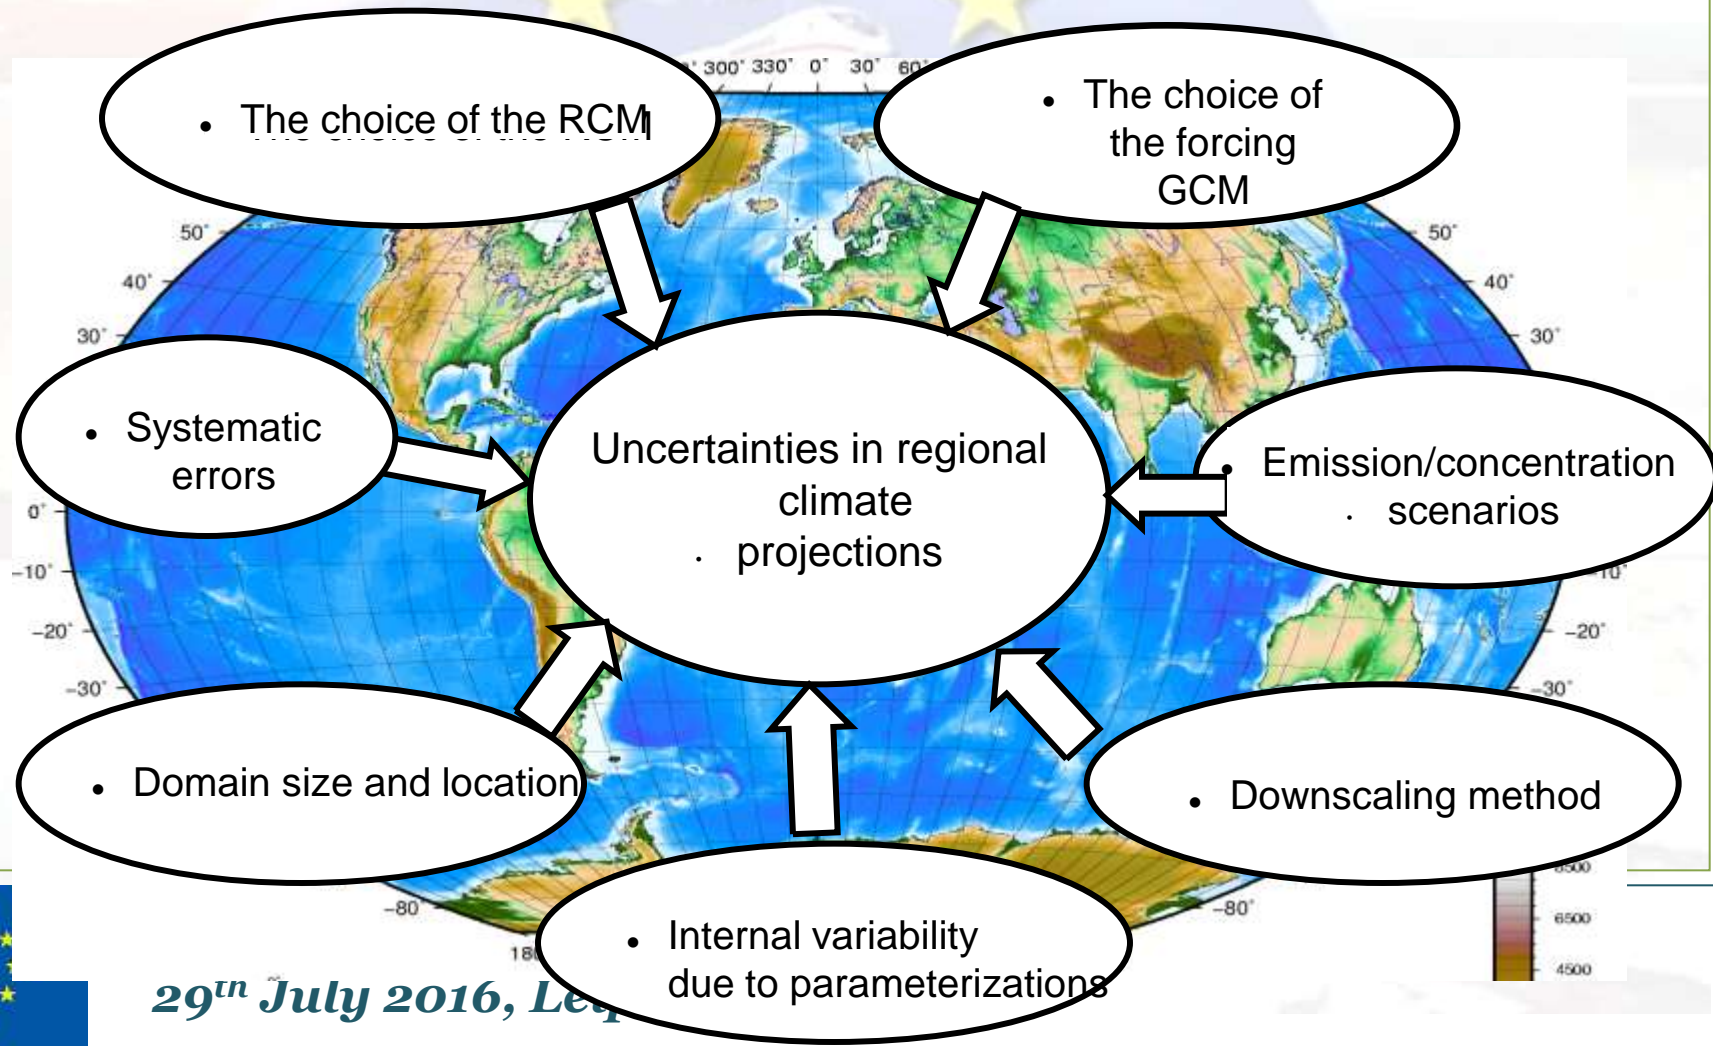 300° 330° 0° 30° 60°
• The choice of the RCM
• The choice of
the forcing
GCM
50°
50°
40°
40°
30°
30°
• Systematic
errors
Uncertainties in regional
climate
• projections
• Emission/concentration
• scenarios
0°
-10°
-10°
-20°
-20°
-30°
-30°
• Domain size and location
• Downscaling method
8500
-80°
-80°
6500
• Internal variability
due to parameterizations
4500
29th July 2016,